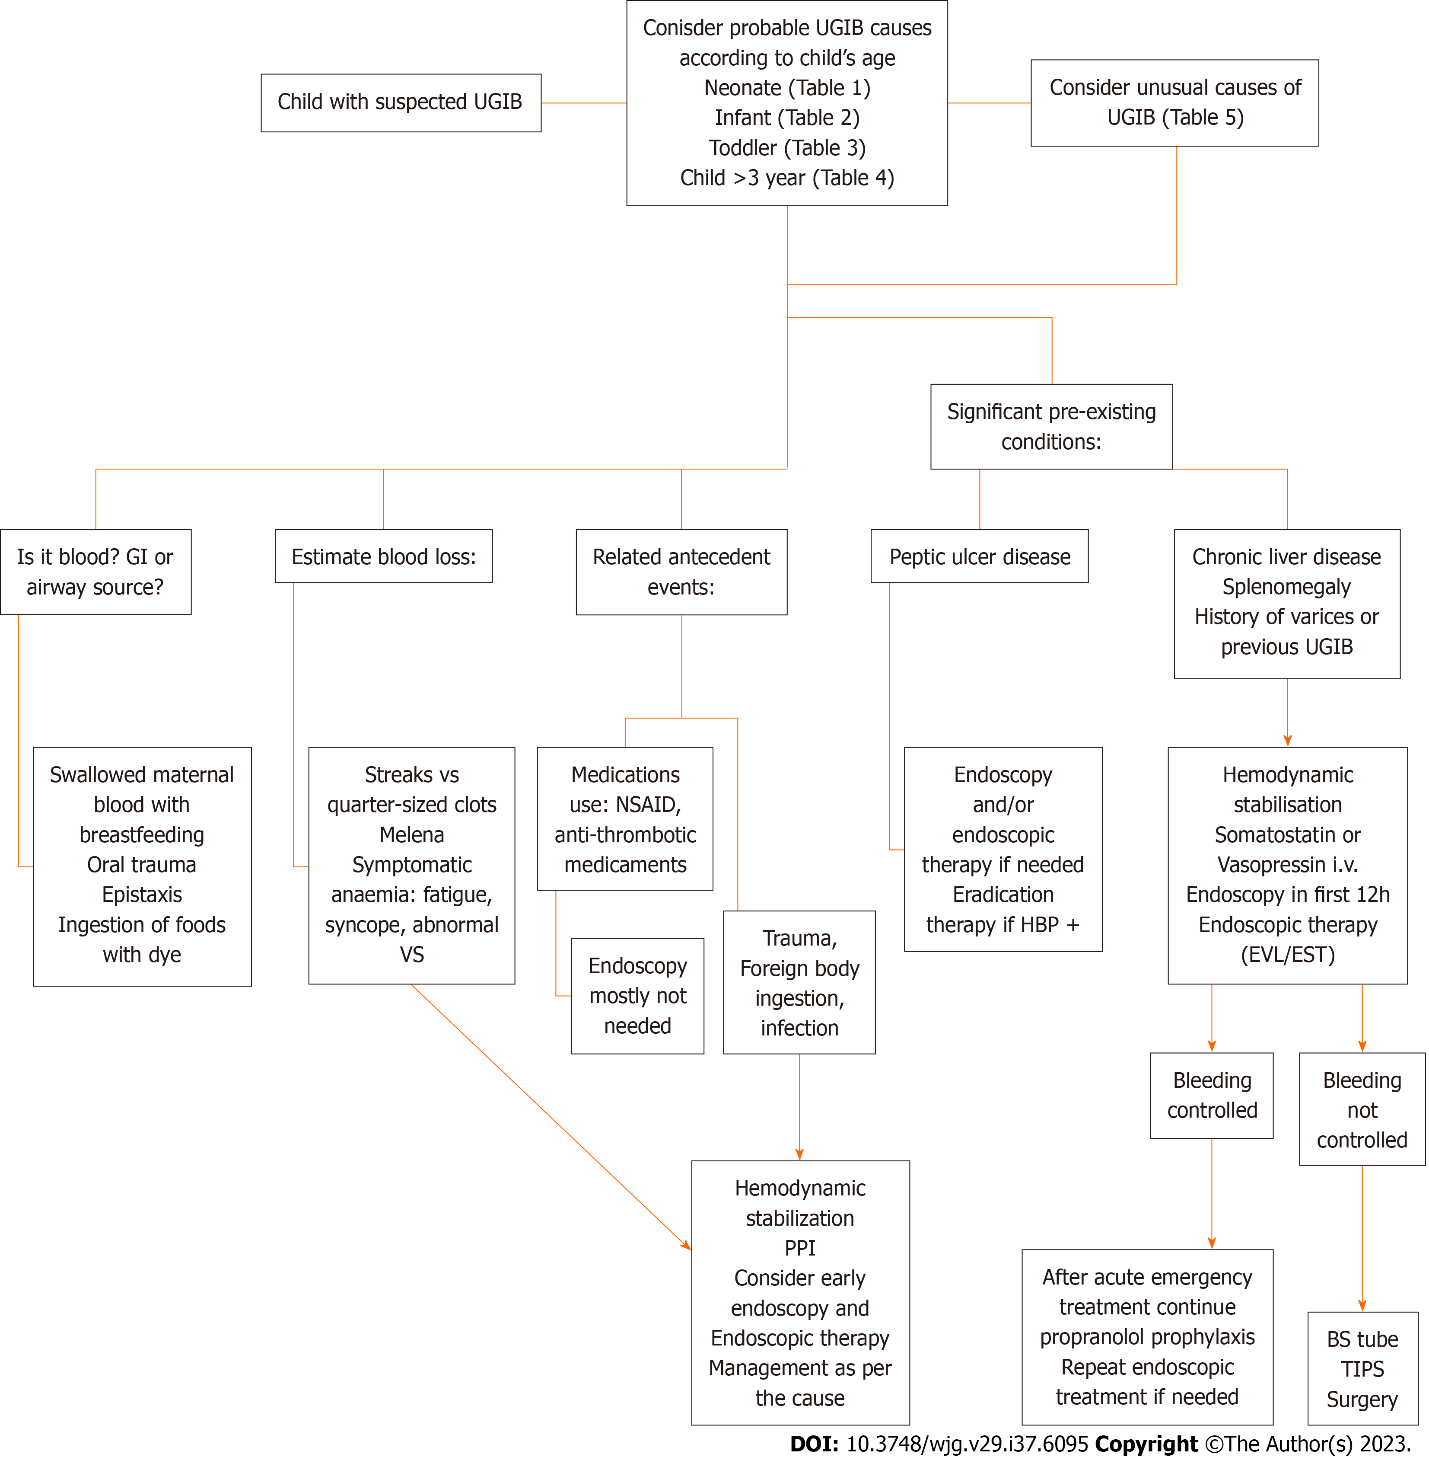 Child with suspected UGIB
Conisder probable UGIB causes
according to child's age
Neonate (Table 1)
Infant (Table 2)
Toddler (Table 3)
Child >3 year (Table 4)
Consider unusual causes of
UGIB (Table 5)
Significant pre-existing
conditions:
Is it blood? GI or
airway source?
Estimate blood loss:
Related antecedent
events:
Peptic ulcer disease
Chronic liver disease
Splenomegaly
History of varices or
previous UGIB
Swallowed maternal
blood with
breastfeeding
Oral trauma
Epistaxis
Ingestion of foods
with dye
Streaks vs
quarter-sized clots
Melena
Symptomatic
anaemia: fatigue,
syncope, abnormal
VS
Medications
use: NSAID,
anti-thrombotic
medicaments
Endoscopy
mostly not
needed
Trauma,
Foreign body
ingestion,
infection
Endoscopy
and/or
endoscopic
therapy if needed
Eradication
therapy if HBP +
Hemodynamic
stabilisation
Somatostatin or
Vasopressin i.v.
Endoscopy in first 12h
Endoscopic therapy
(EVL/EST)
Bleeding
controlled
Bleeding
not
controlled
Hemodynamic
stabilization
PPI
Consider early
endoscopy and
Endoscopic therapy
Management as per
the cause
After acute emergency
treatment continue
propranolol prophylaxis
Repeat endoscopic
treatment if needed
BS tube
TIPS
Surgery
DOI: 10.3748/wjg.v29.i37.6095 Copyright ©The Author(s) 2023.